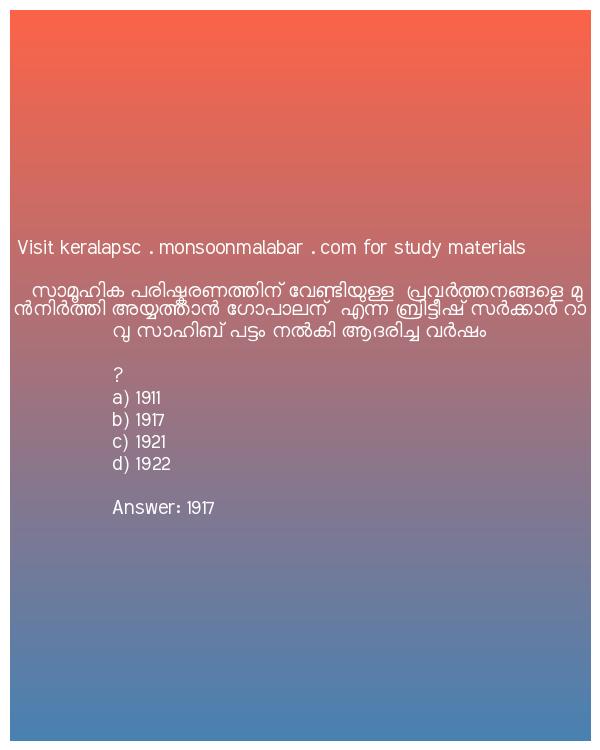 Visit keralapsc . monsoonmalabar . com for study materials
സാമൂഹിക പരിഷ്കരണത്തിന് വേണ്ടിയുള്ള പ്രവർത്തനങ്ങളെ മു
ൻനിർത്തി അയ്യത്താൻ ഗോപാലന് എന്ന ബ്രിട്ടീഷ് സർക്കാർ റാ
വു സാഹിബ് പട്ടം നൽകി ആദരിച്ച വർഷം
?
a) 1911
b) 1917
c) 1921
d) 1922
Answer: 1917